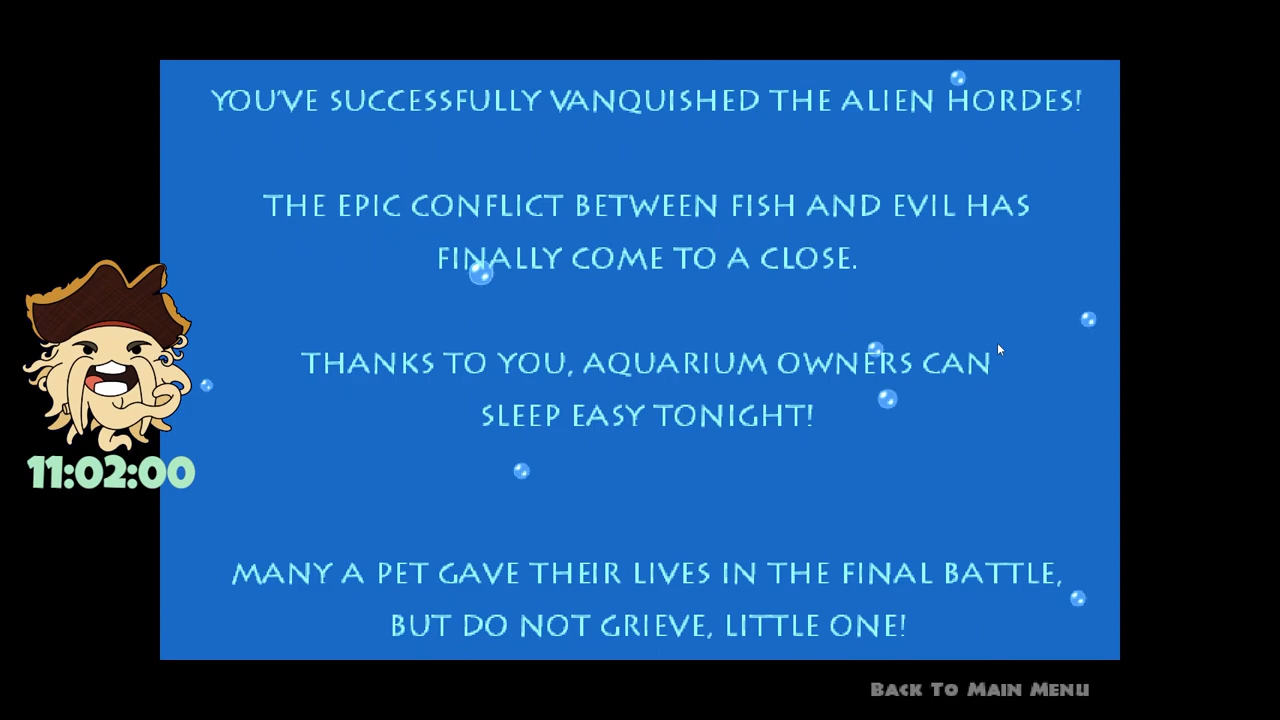 YOU'VE SUCCESSFULLY VANQUISHED THE ALIEN HORDES!
THE EPIC CONFLICT BETWEEN FISH AND EVIL HAS
FINALLY COME TO A CLOSE.
THANKS TO YOU, AQUARIUM OWNERS CAN
SLEEP EASY TONIGHT!
11:02:00
MANY A PET GAVE THEIR LIVES IN THE FINAL BATTLE,
BUT DO NOT GRIEVE, LITTLE ONE!
BACK TO MAIN MENU